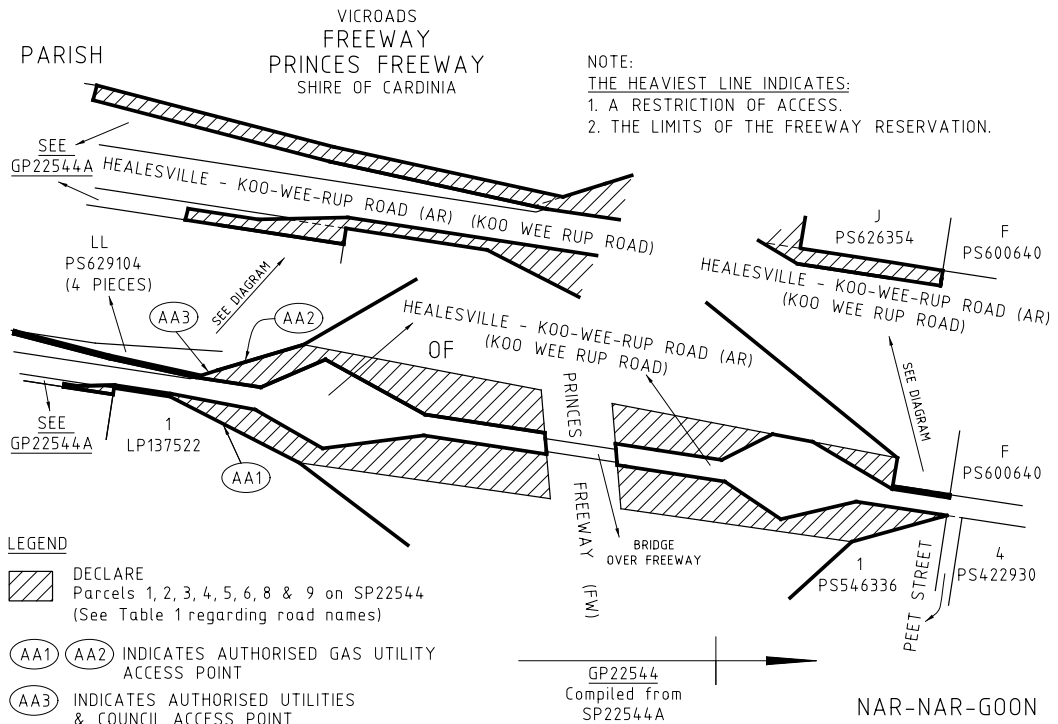 VICROADS
FREEWAY
PRINCES FREEWAY
SHIRE OF CARDINIA
PARISH
NOTE:
THE HEAVIEST LINE INDICATES:
1. A RESTRICTION OF ACCESS.
2. THE LIMITS OF THE FREEWAY RESERVATION.
SEE
GP22544A
HEALESVILLE - KOO-WEE-RUP ROAD (AR) (KOO WEE RUP ROAD)
J
PS626354
F
PS600640
LL
PS629104
(4 PIECES)
SEE DIAGRAM
AA3
AA2
HEALESVILLE - KOO-WEE-RUP ROAD (AR)
(KOO WEE RUP ROAD)
HEALESVILLE - KOO-WEE-RUP ROAD (AR)
(KOO WEE RUP ROAD)
OF
PRINCES
FREEWAY
(FW)
SEE DIAGRAM
SEE
GP22544A
1
LP137522
AA1
F
PS600640
BRIDGE
OVER FREEWAY
1
PS546336
PEET STREET
4
PS422930
LEGEND
DECLARE
Parcels 1, 2, 3, 4, 5, 6, 8 & 9 on SP22544
(See Table 1 regarding road names)
AA1 AA2 INDICATES AUTHORISED GAS UTILITY
ACCESS POINT
AA3 INDICATES AUTHORISED UTILITIES
& COUNCIL ACCESS POINT
GP22544
Compiled from
SP22544A
NAR-NAR-GOON